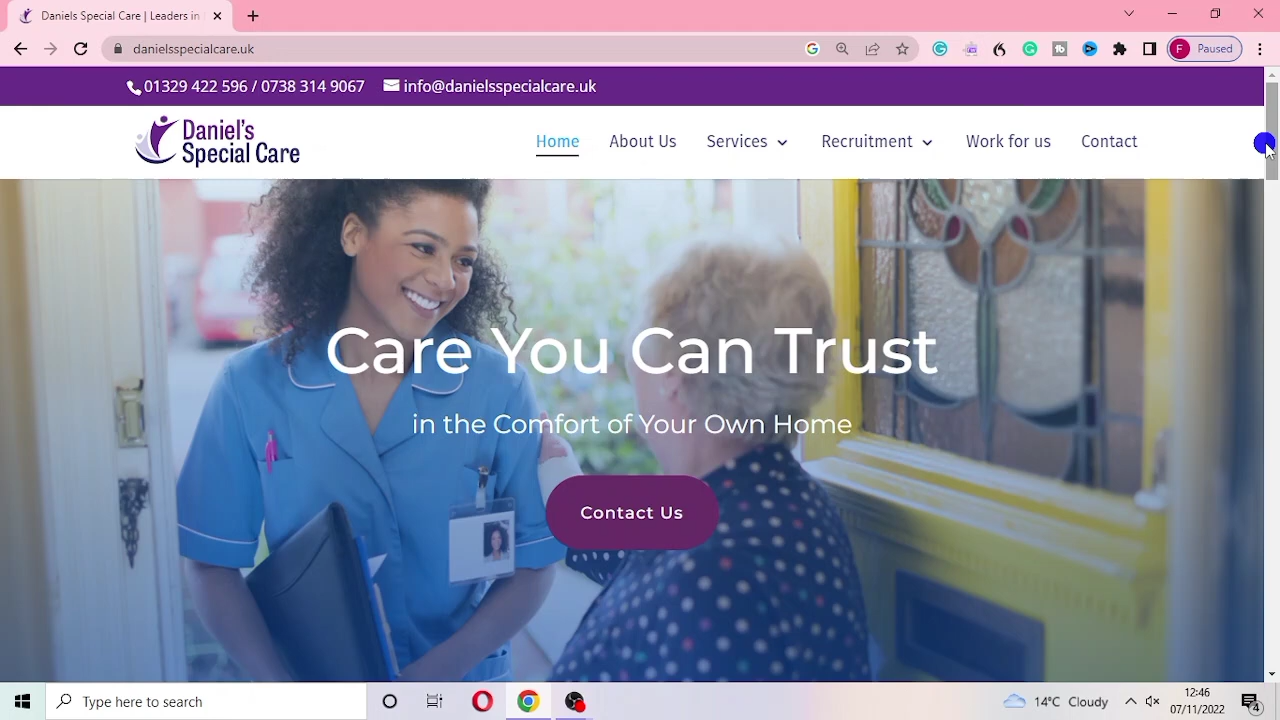 Daniels Special Care | Leaders in
danielsspecialcare.uk
F Paused
01329 422 596 / 0738 314 9067 info@danielsspecialcare.uk
Daniel's
Special Care
Home About Us Services Recruitment Work for us Contact
Care You Can Trust
in the Comfort of Your Own Home
Contact Us
Type here to search
14°C Cloudy
12:46
07/11/2022
4